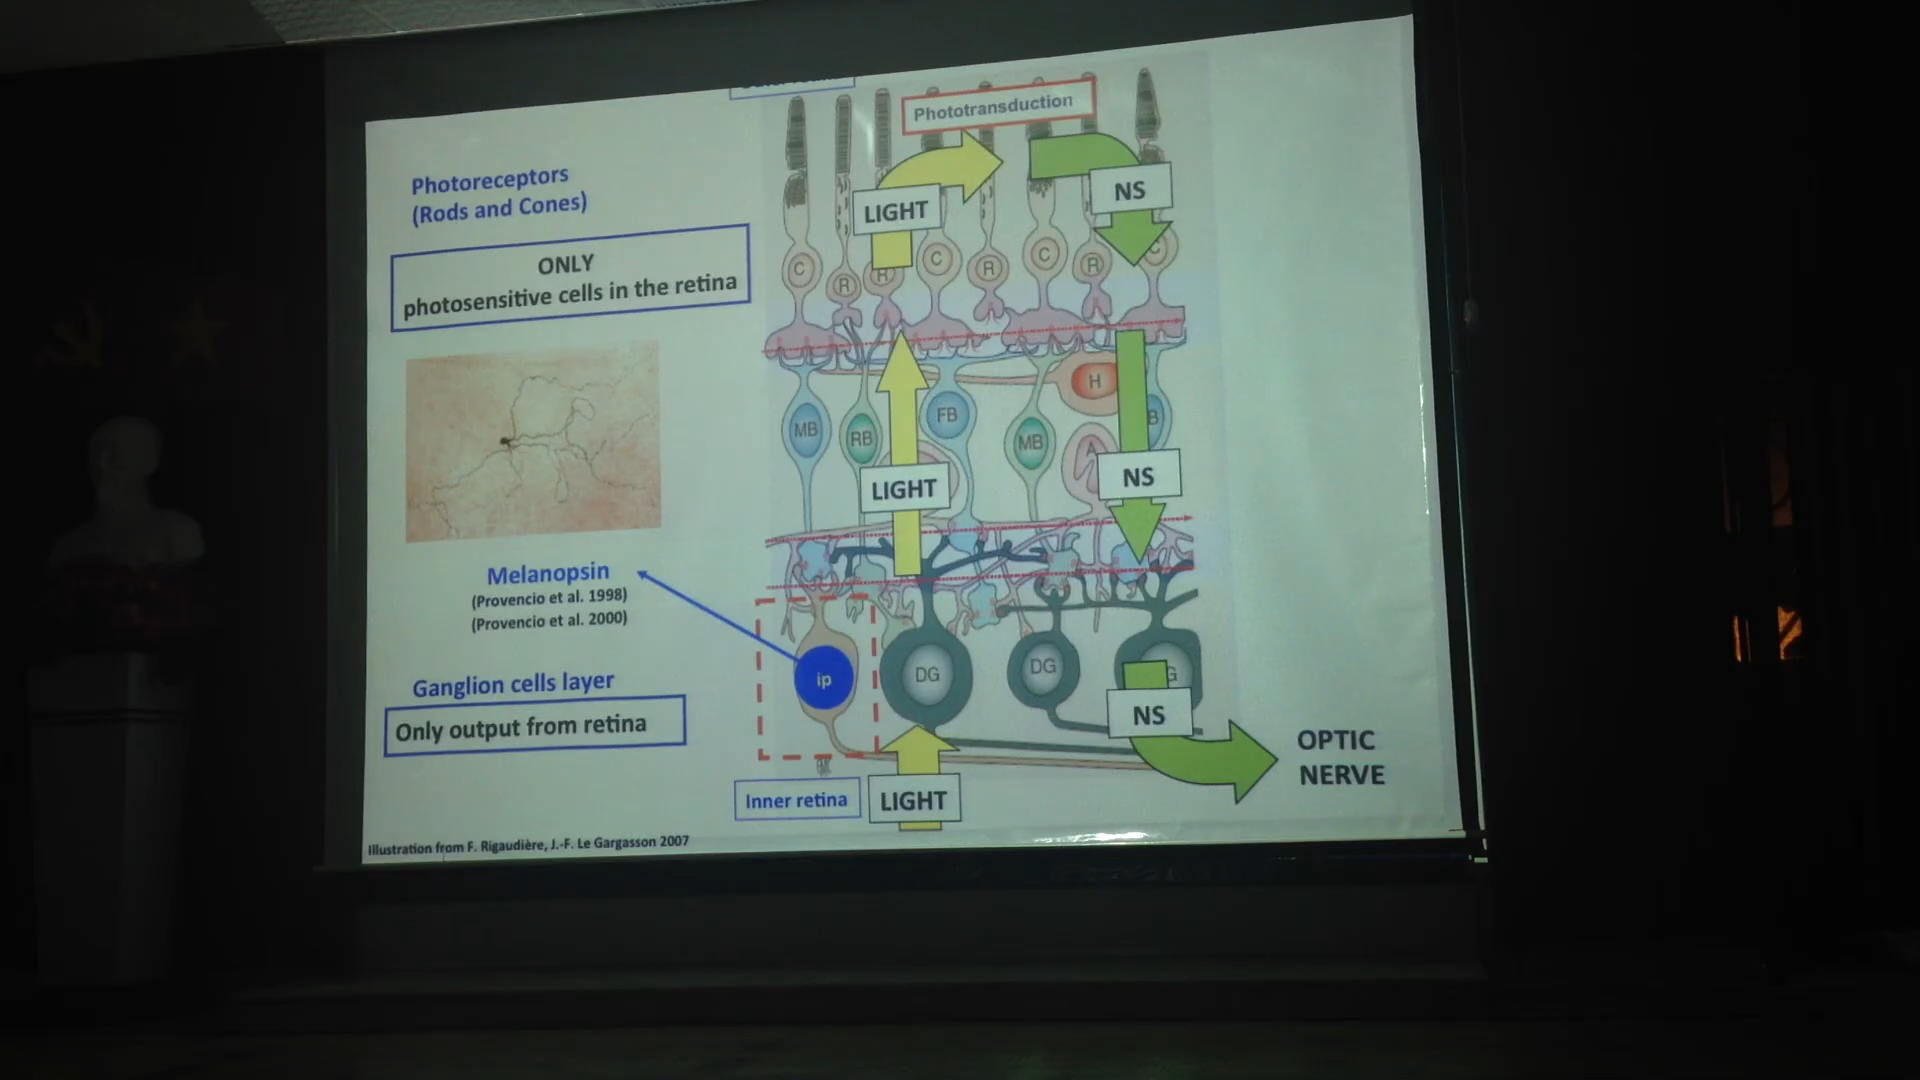 Phototransduction
Photoreceptors
(Rods and Cones)
ONLY
photosensitive cells in the retina
LIGHT
NS
C
R
R
C
R
C
R
C
H
MB
RB
FB
MB
A
B
LIGHT
NS
Melanopsin
(Provencio et al. 1998)
(Provencio et al. 2000)
ip
DG
DG
G
Ganglion cells layer
Only output from retina
NS
OPTIC
NERVE
Inner retina
LIGHT
Illustration from F. Rigaudière, J.-F. Le Gargasson 2007